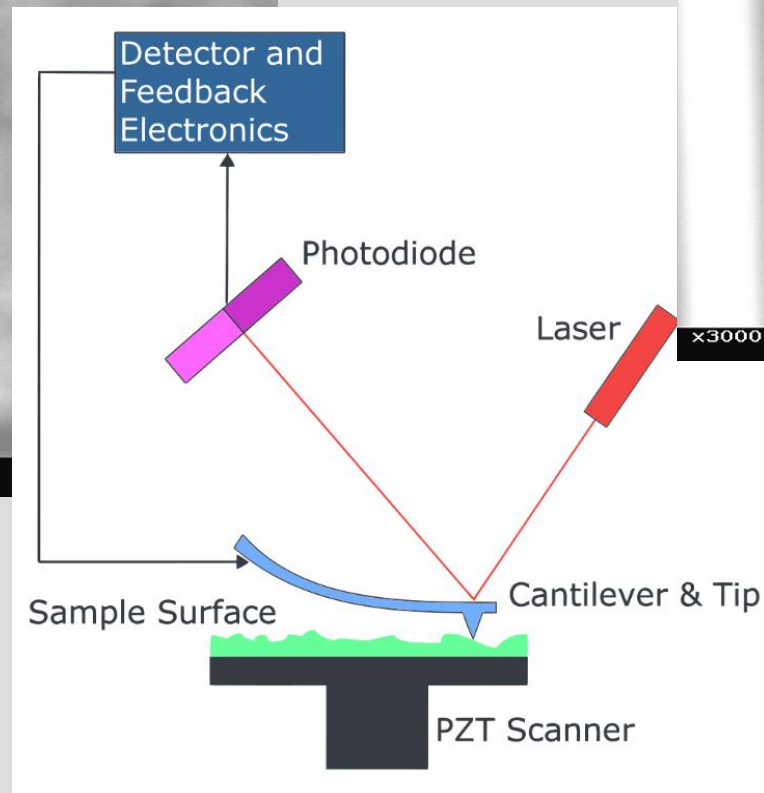 Detector and
Feedback
Electronics
Photodiode
Laser
x3000
Cantilever & Tip
Sample Surface
PZT Scanner